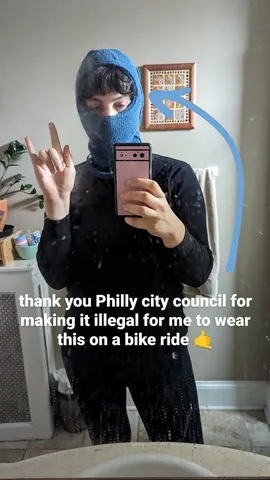 thank you Philly city council for
making it illegal for me to wear
this on a bike ride 🤙